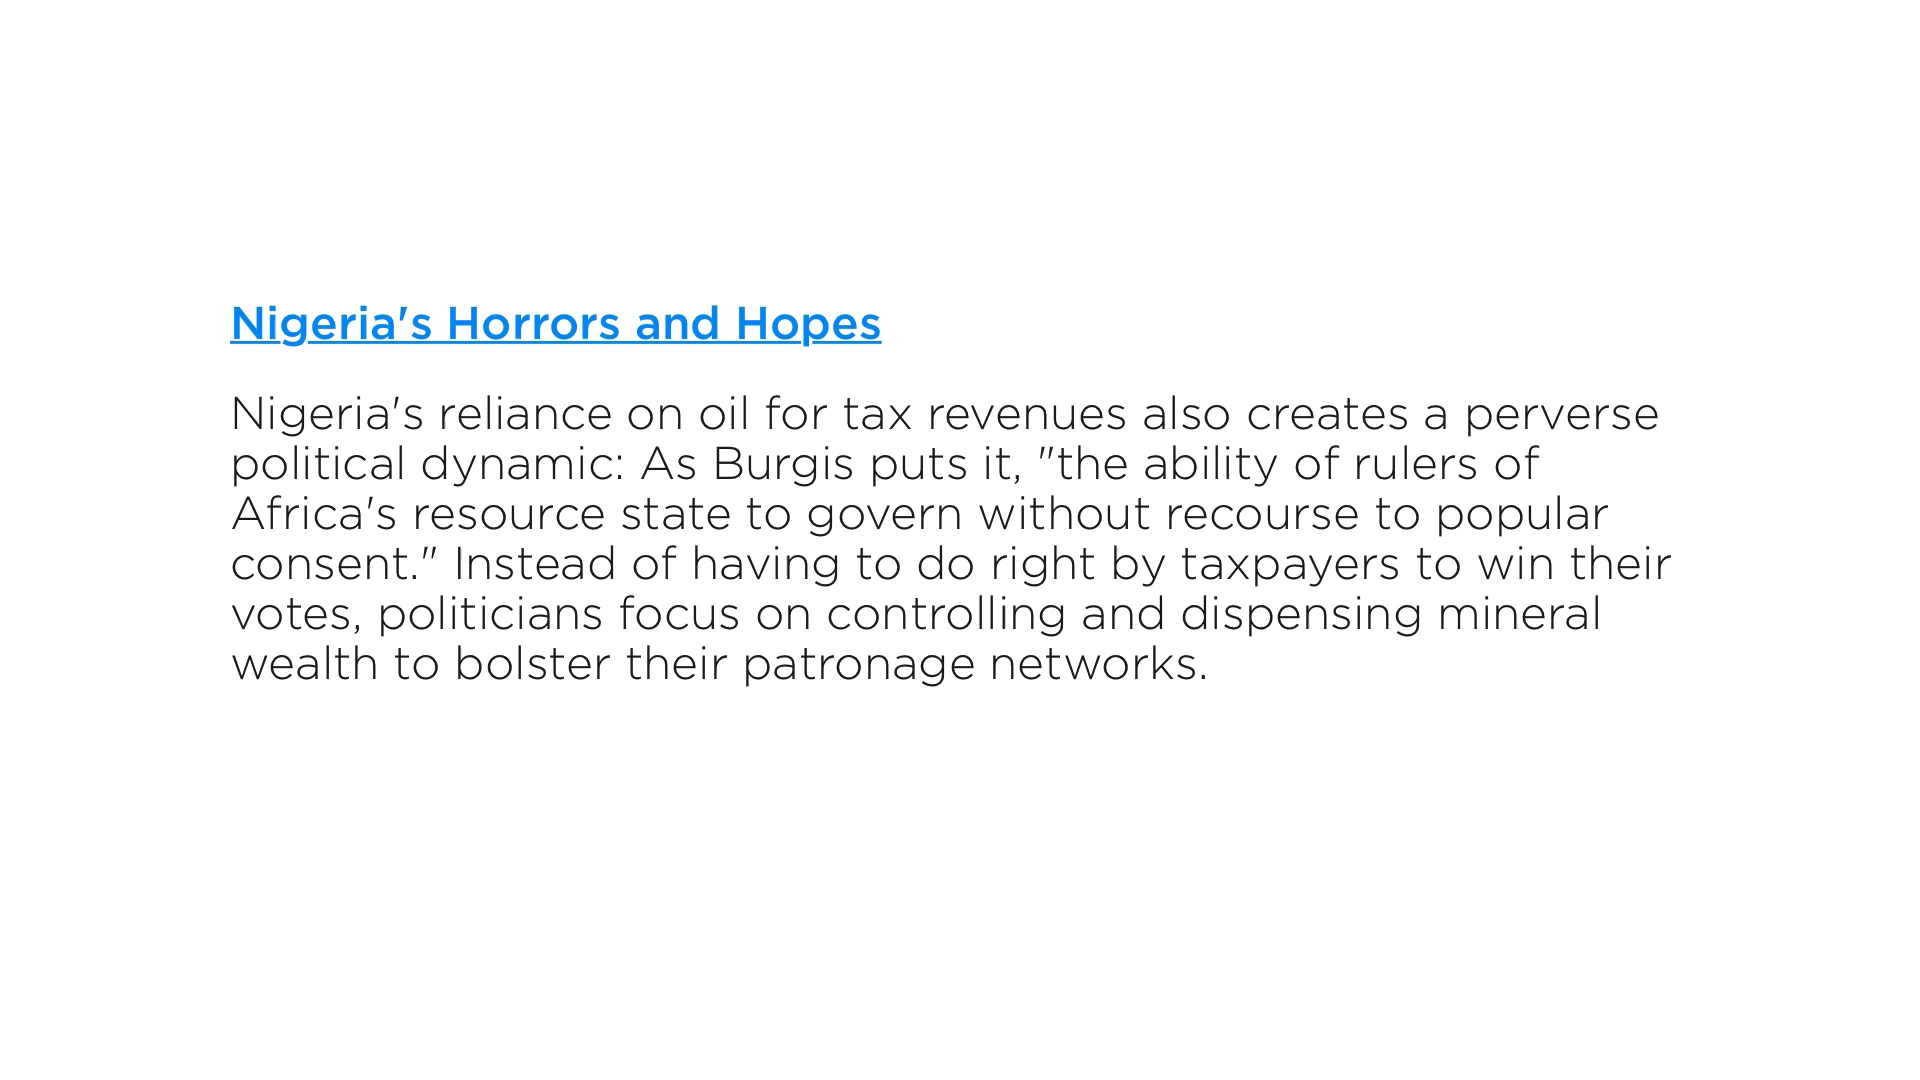 Nigeria's Horrors and Hopes
Nigeria's reliance on oil for tax revenues also creates a perverse
political dynamic: As Burgis puts it, "the ability of rulers of
Africa's resource state to govern without recourse to popular
consent." Instead of having to do right by taxpayers to win their
votes, politicians focus on controlling and dispensing mineral
wealth to bolster their patronage networks.